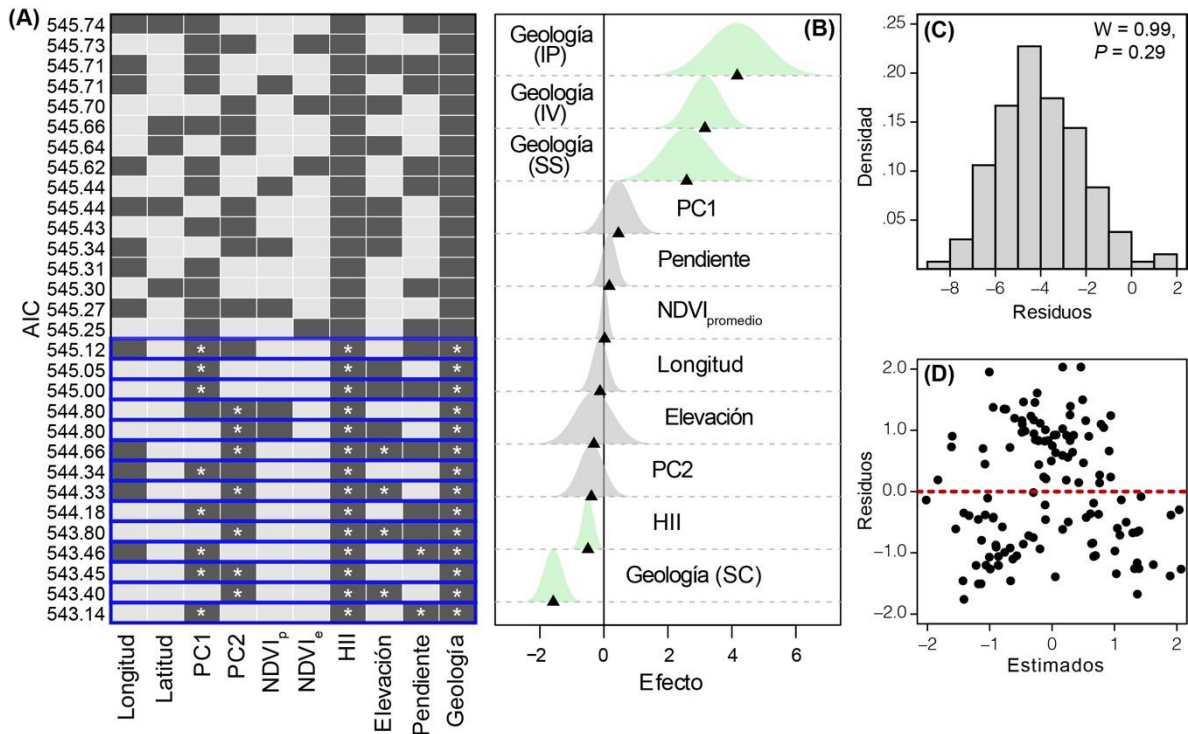 (A)
AIC
545.74
545.73
545.71
545.71
545.70
545.66
545.64
545.62
545.44
545.44
545.43
545.34
545.31
545.30
545.27
545.25
545.12
545.05
545.00
544.80
544.80
544.66
544.34
544.33
544.18
543.80
543.46
543.45
543.40
543.14
Longitud
Latitud
PC1
PC2
NDVI_p
NDVI_e
HII
Elevación
Pendiente
Geología
(B)
Geología
(IP)
Geología
(IV)
Geología
(SS)
PC1
Pendiente
NDVIpromedio
Longitud
Elevación
PC2
HII
Geología (SC)
−2 0 2 4 6
Efecto
(C)
W = 0.99,
P = 0.29
Densidad
.25
.20
.15
.10
.05
−8 −6 −4 −2 0 2
Residuos
(D)
Residuos
2.0
1.0
0.0
−1.0
−2.0
−2 −1 0 1 2
Estimados